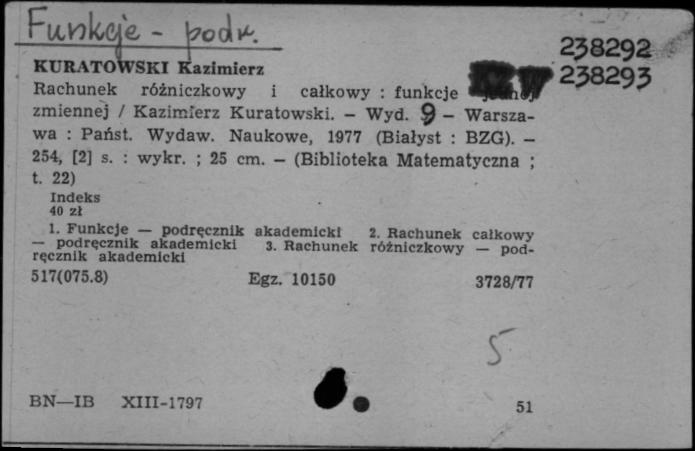 Funkcje - podr.
238292
KURATOWSKI Kazimierz
238293
Rachunek różniczkowy i całkowy : funkcje jednej
zmiennej / Kazimierz Kuratowski. — Wyd. 9 — Warsza-
wa : Państ. Wydaw. Naukowe, 1977 (Białyst : BZG). —
254, [2] s. : wykr. ; 25 cm. — (Biblioteka Matematyczna ;
t. 22)
Indeks
40 zł
1. Funkcje — podręcznik akademicki 2. Rachunek całkowy
— podręcznik akademicki 3. Rachunek różniczkowy — pod-
ręcznik akademicki
517(075.8) Egz. 10150 3728/77
5
BN—IB XIII-1797 51